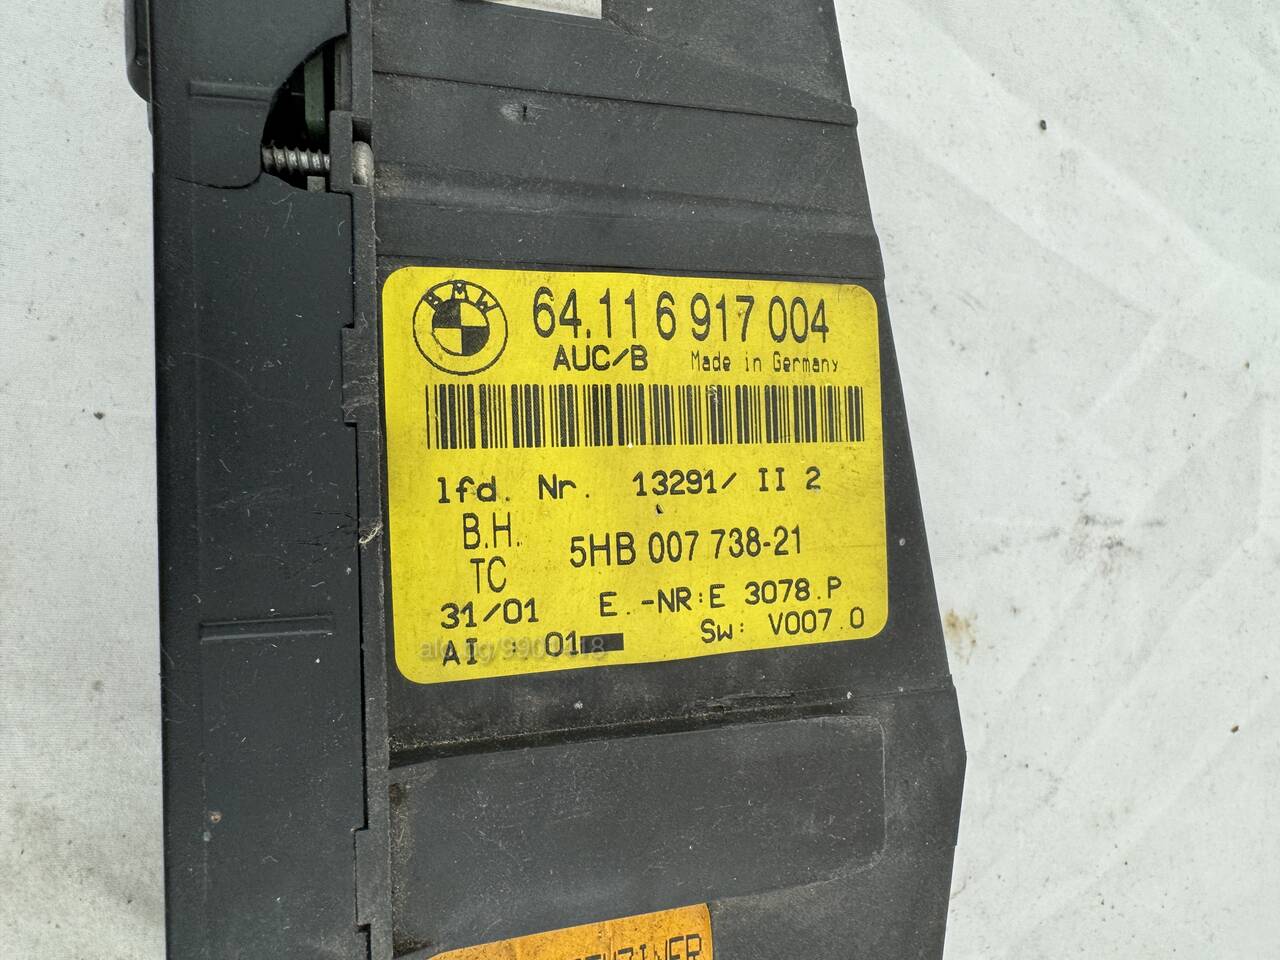 BMW
64.11 6 917 004
AUC/B Made in Germany
lfd. Nr. 13291/ II 2
B.H.
5HB 007 738-21
TC
31/01 E.-NR:E 3078.P
AI : 01 Sw: V007.0